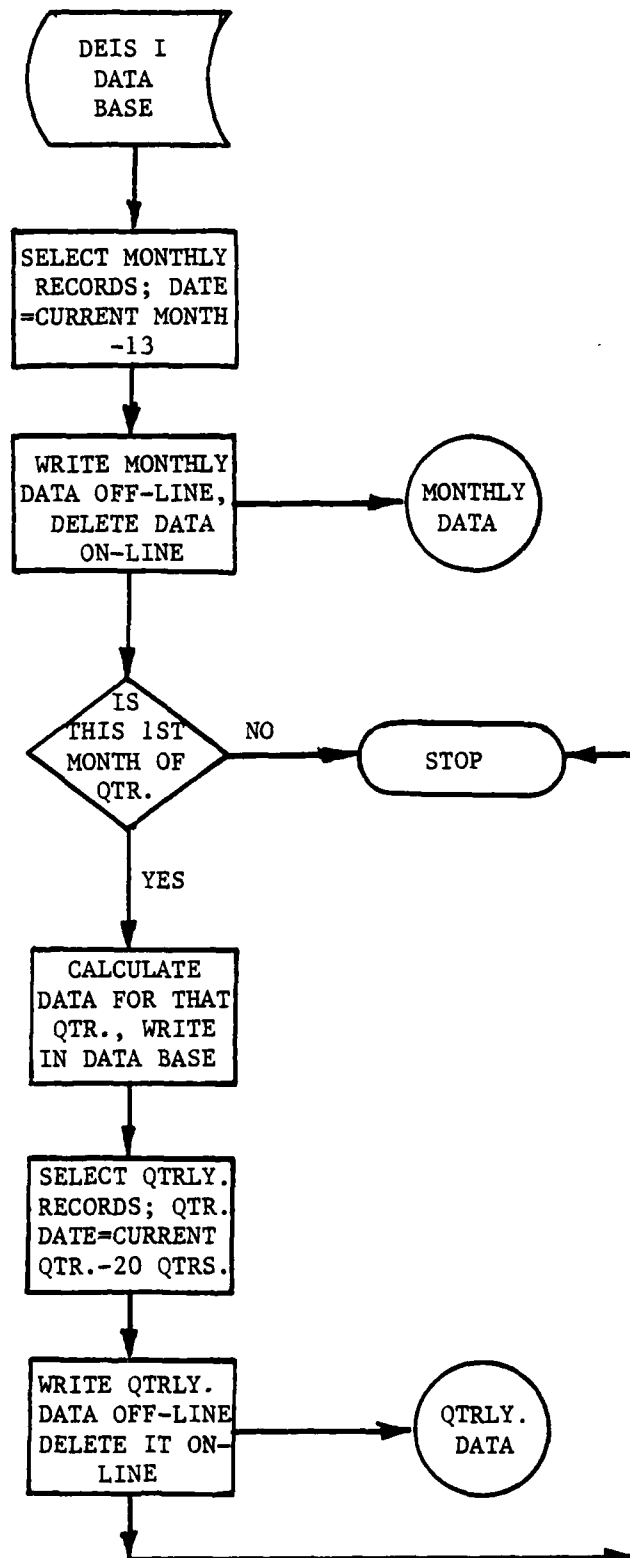 DEIS I
DATA
BASE
SELECT MONTHLY
RECORDS; DATE
=CURRENT MONTH
-13
WRITE MONTHLY
DATA OFF-LINE,
DELETE DATA
ON-LINE
MONTHLY
DATA
IS
THIS 1ST
MONTH OF
QTR.
NO
STOP
YES
CALCULATE
DATA FOR THAT
QTR., WRITE
IN DATA BASE
SELECT QTRLY.
RECORDS; QTR.
DATE=CURRENT
QTR.-20 QTRS.
WRITE QTRLY.
DATA OFF-LINE
DELETE IT ON-
LINE
QTRLY.
DATA